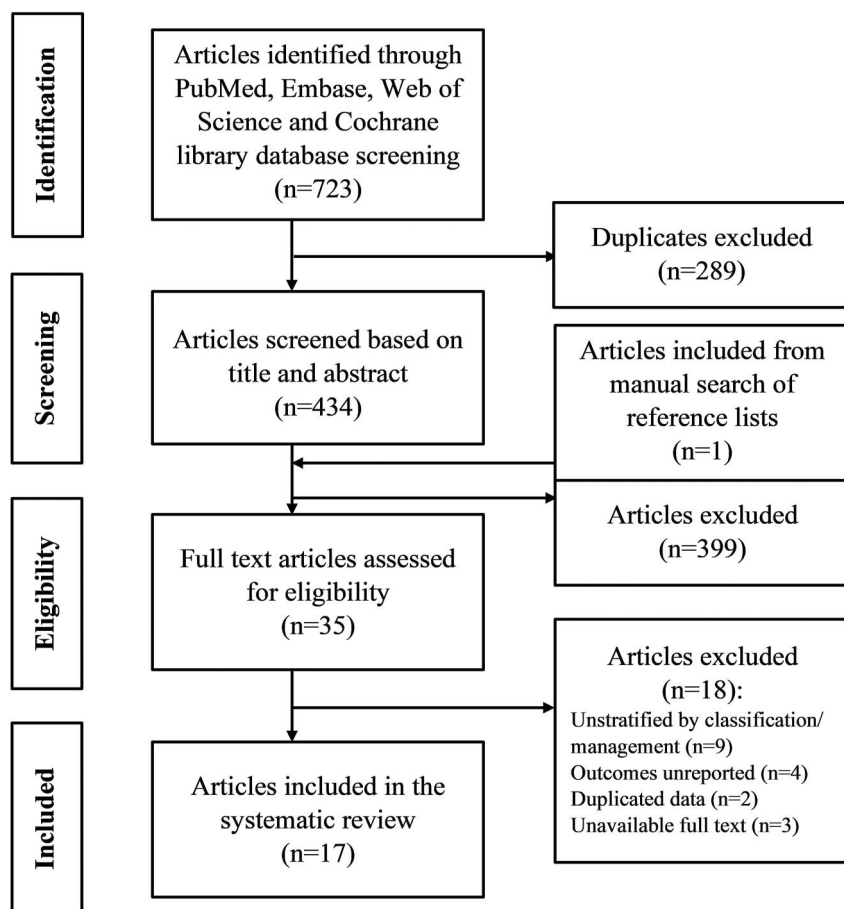 Identification
Articles identified through
PubMed, Embase, Web of
Science and Cochrane
library database screening
(n=723)
Duplicates excluded
(n=289)
Screening
Articles screened based on
title and abstract
(n=434)
Articles included from
manual search of
reference lists
(n=1)
Articles excluded
(n=399)
Eligibility
Full text articles assessed
for eligibility
(n=35)
Articles excluded
(n=18):
Unstratified by classification/
management (n=9)
Outcomes unreported (n=4)
Duplicated data (n=2)
Unavailable full text (n=3)
Included
Articles included in the
systematic review
(n=17)